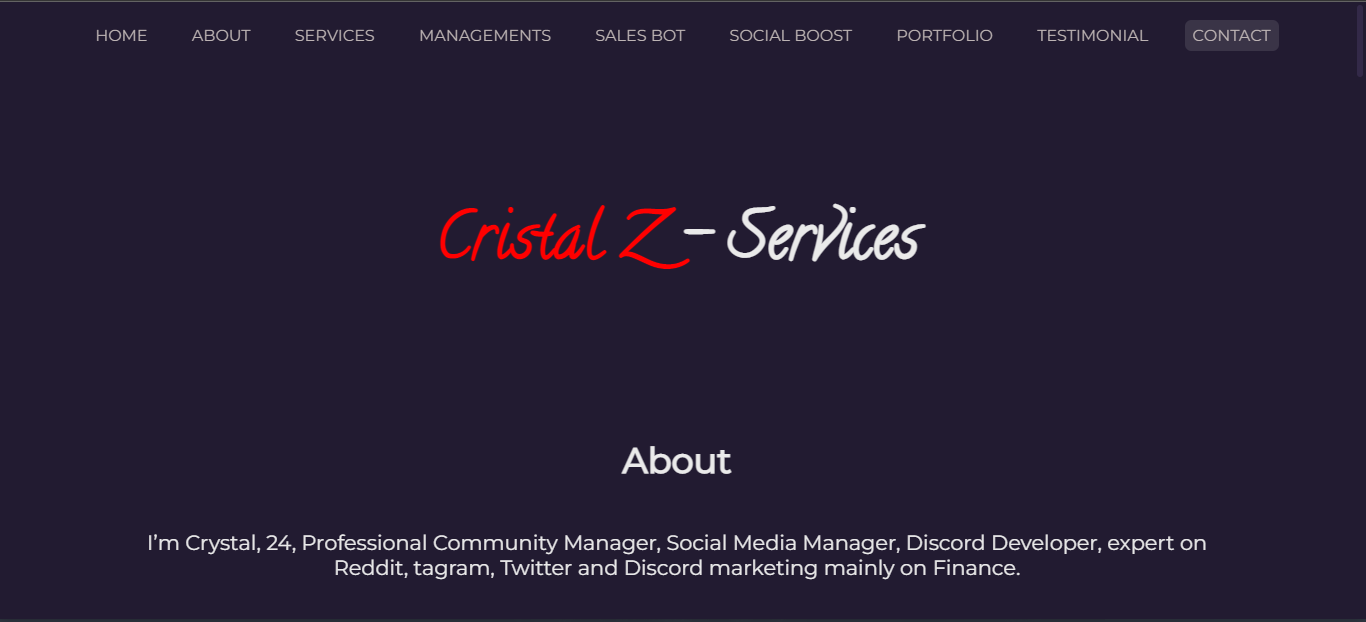 HOME ABOUT SERVICES MANAGEMENTS SALES BOT SOCIAL BOOST PORTFOLIO TESTIMONIAL CONTACT
Cristal Z - Services
About
I'm Crystal, 24, Professional Community Manager, Social Media Manager, Discord Developer, expert on
Reddit, tagram, Twitter and Discord marketing mainly on Finance.